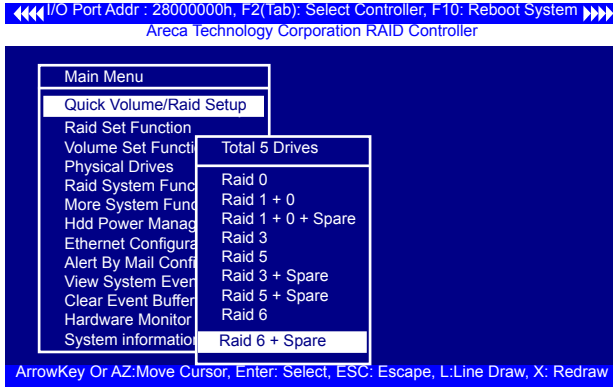 I/O Port Addr : 28000000h, F2(Tab): Select Controller, F10: Reboot System
Areca Technology Corporation RAID Controller
Main Menu
Quick Volume/Raid Setup
Raid Set Function
Volume Set Functi
Physical Drives
Raid System Func
More System Func
Hdd Power Manag
Ethernet Configura
Alert By Mail Confi
View System Even
Clear Event Buffer
Hardware Monitor
System information
Total 5 Drives
Raid 0
Raid 1 + 0
Raid 1 + 0 + Spare
Raid 3
Raid 5
Raid 3 + Spare
Raid 5 + Spare
Raid 6
Raid 6 + Spare
ArrowKey Or AZ:Move Cursor, Enter: Select, ESC: Escape, L:Line Draw, X: Redraw